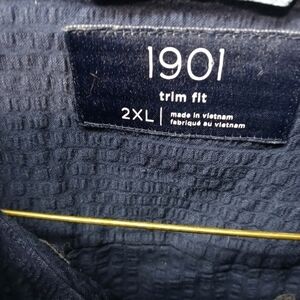 1901
trim fit
2XL | made in vietnam
fabriqué au vietnam